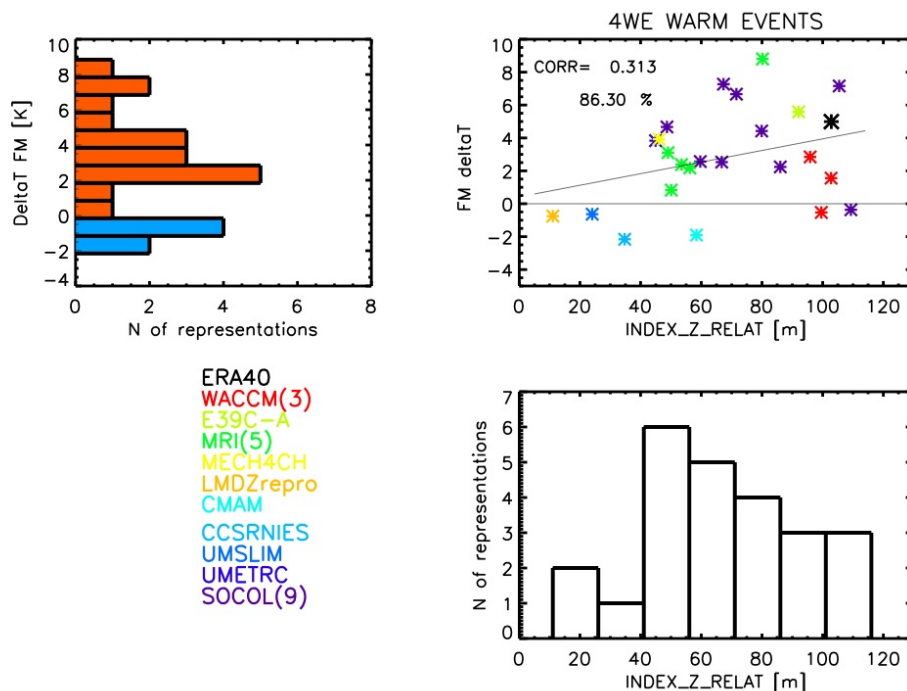 10
8
6
4
2
0
-2
-4
DeltaT FM [K]
0 2 4 6 8
N of representations
4WE WARM EVENTS
10
8
6
4
2
0
-2
-4
FM deltaT
CORR= 0.313
86.30 %
0 20 40 60 80 100 120
INDEX_Z_RELAT [m]
ERA40
WACCM(3)
E39C-A
MRI(5)
MECH4CH
LMDZrepro
CMAM
CCSRNIES
UMSLIM
UMETRC
SOCOL(9)
7
6
5
4
3
2
1
0
N of representations
0 20 40 60 80 100 120
INDEX_Z_RELAT [m]